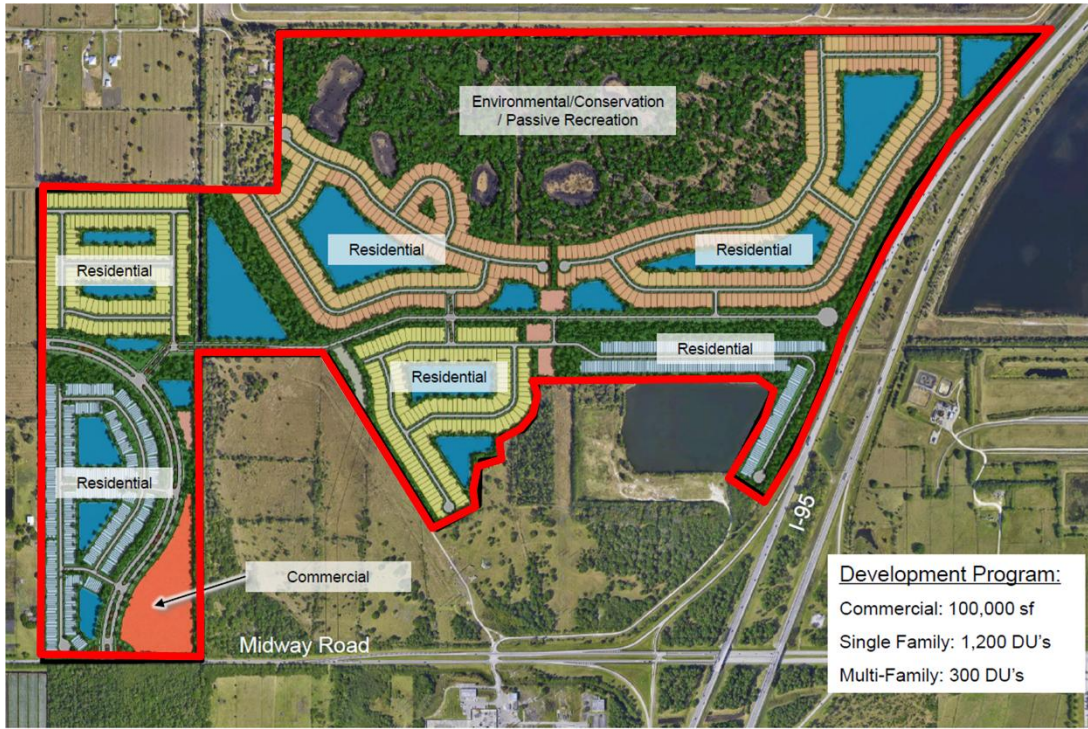 Environmental/Conservation
/ Passive Recreation
Residential
Residential
Residential
Residential
Residential
Residential
Commercial
I-95
Midway Road
Development Program:
Commercial: 100,000 sf
Single Family: 1,200 DU's
Multi-Family: 300 DU's